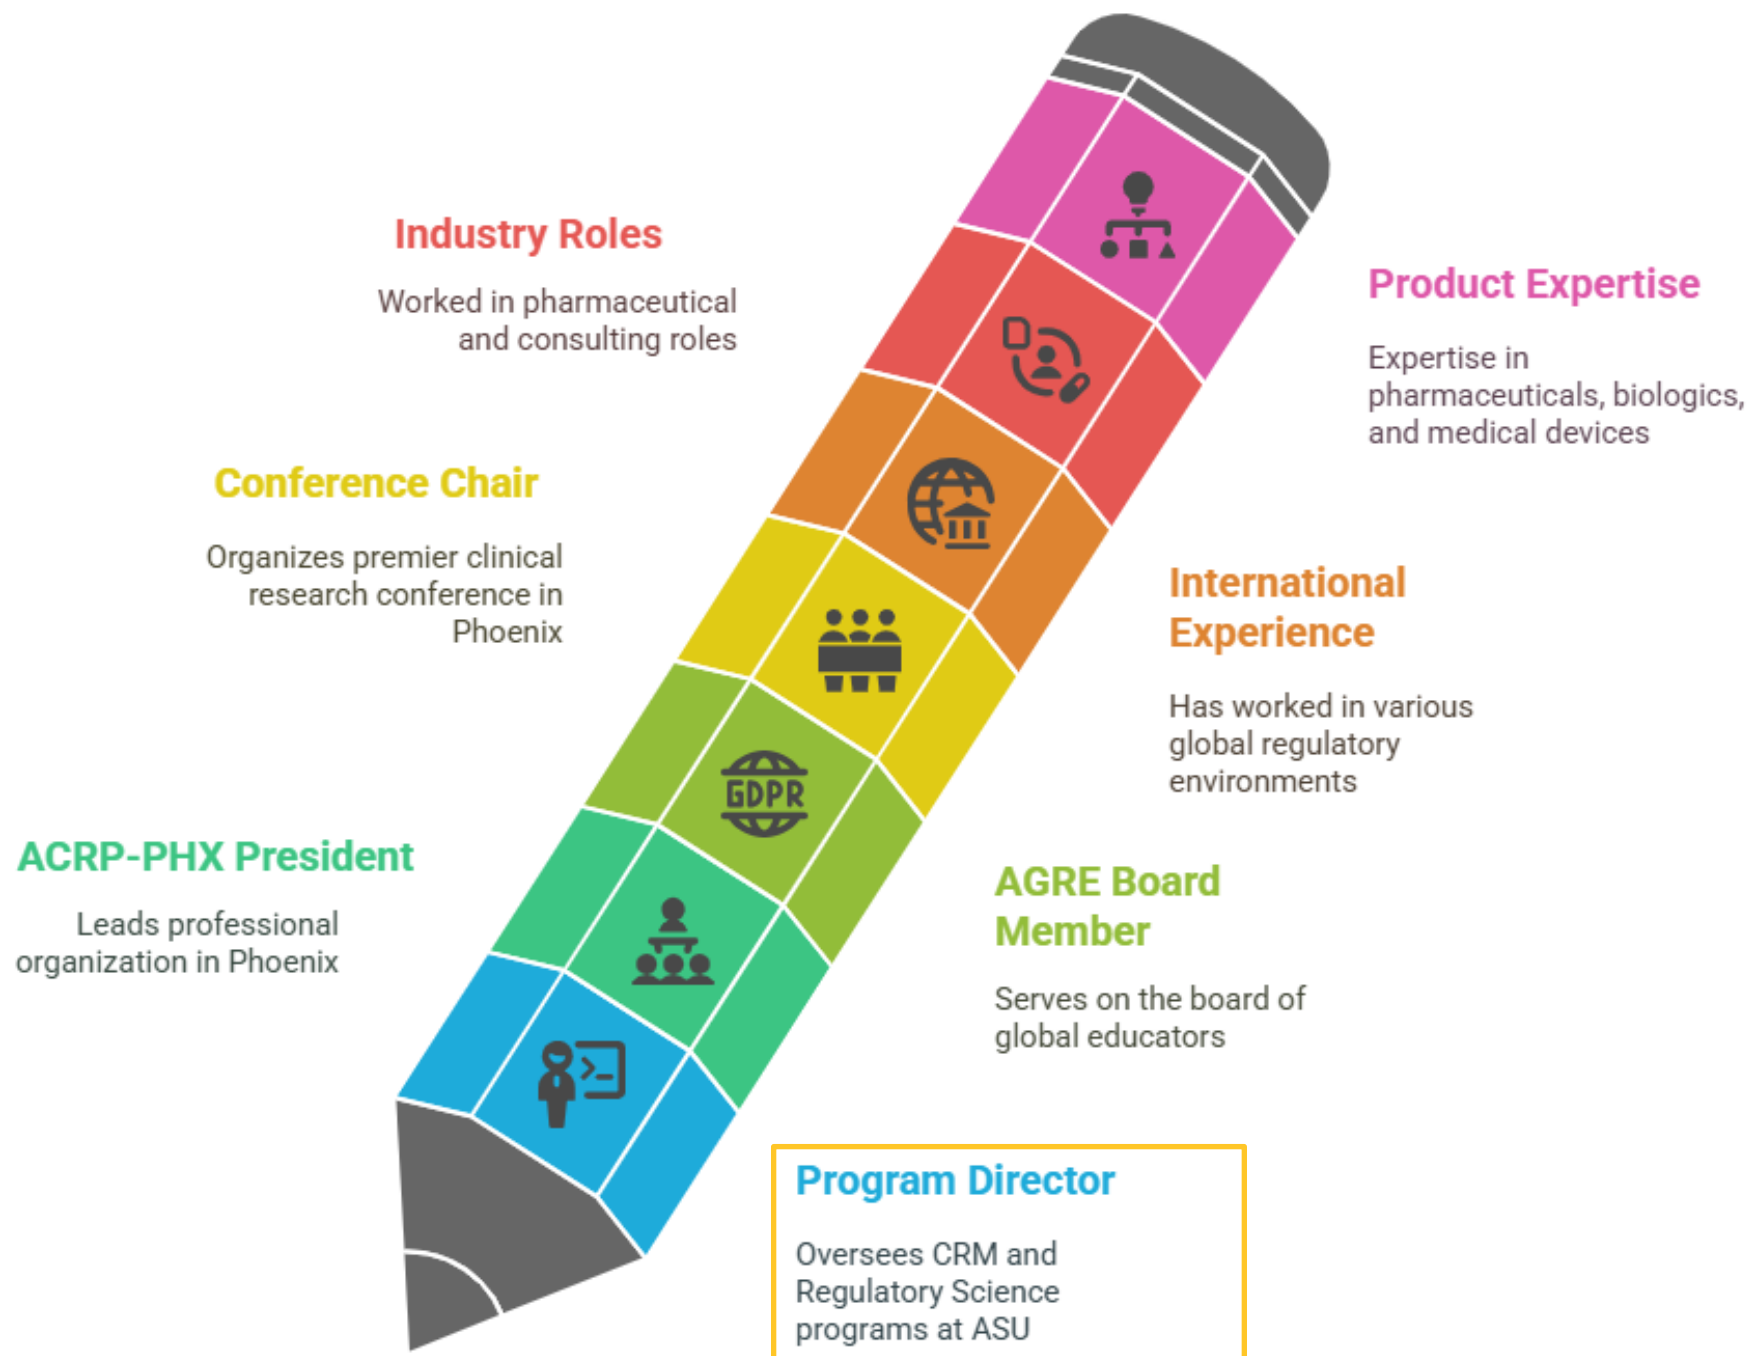 Industry Roles
Worked in pharmaceutical
and consulting roles
Product Expertise
Expertise in
pharmaceuticals, biologics,
and medical devices
Conference Chair
Organizes premier clinical
research conference in
Phoenix
International
Experience
Has worked in various
global regulatory
environments
GDPR
ACRP-PHX President
Leads professional
organization in Phoenix
AGRE Board
Member
Serves on the board of
global educators
Program Director
Oversees CRM and
Regulatory Science
programs at ASU